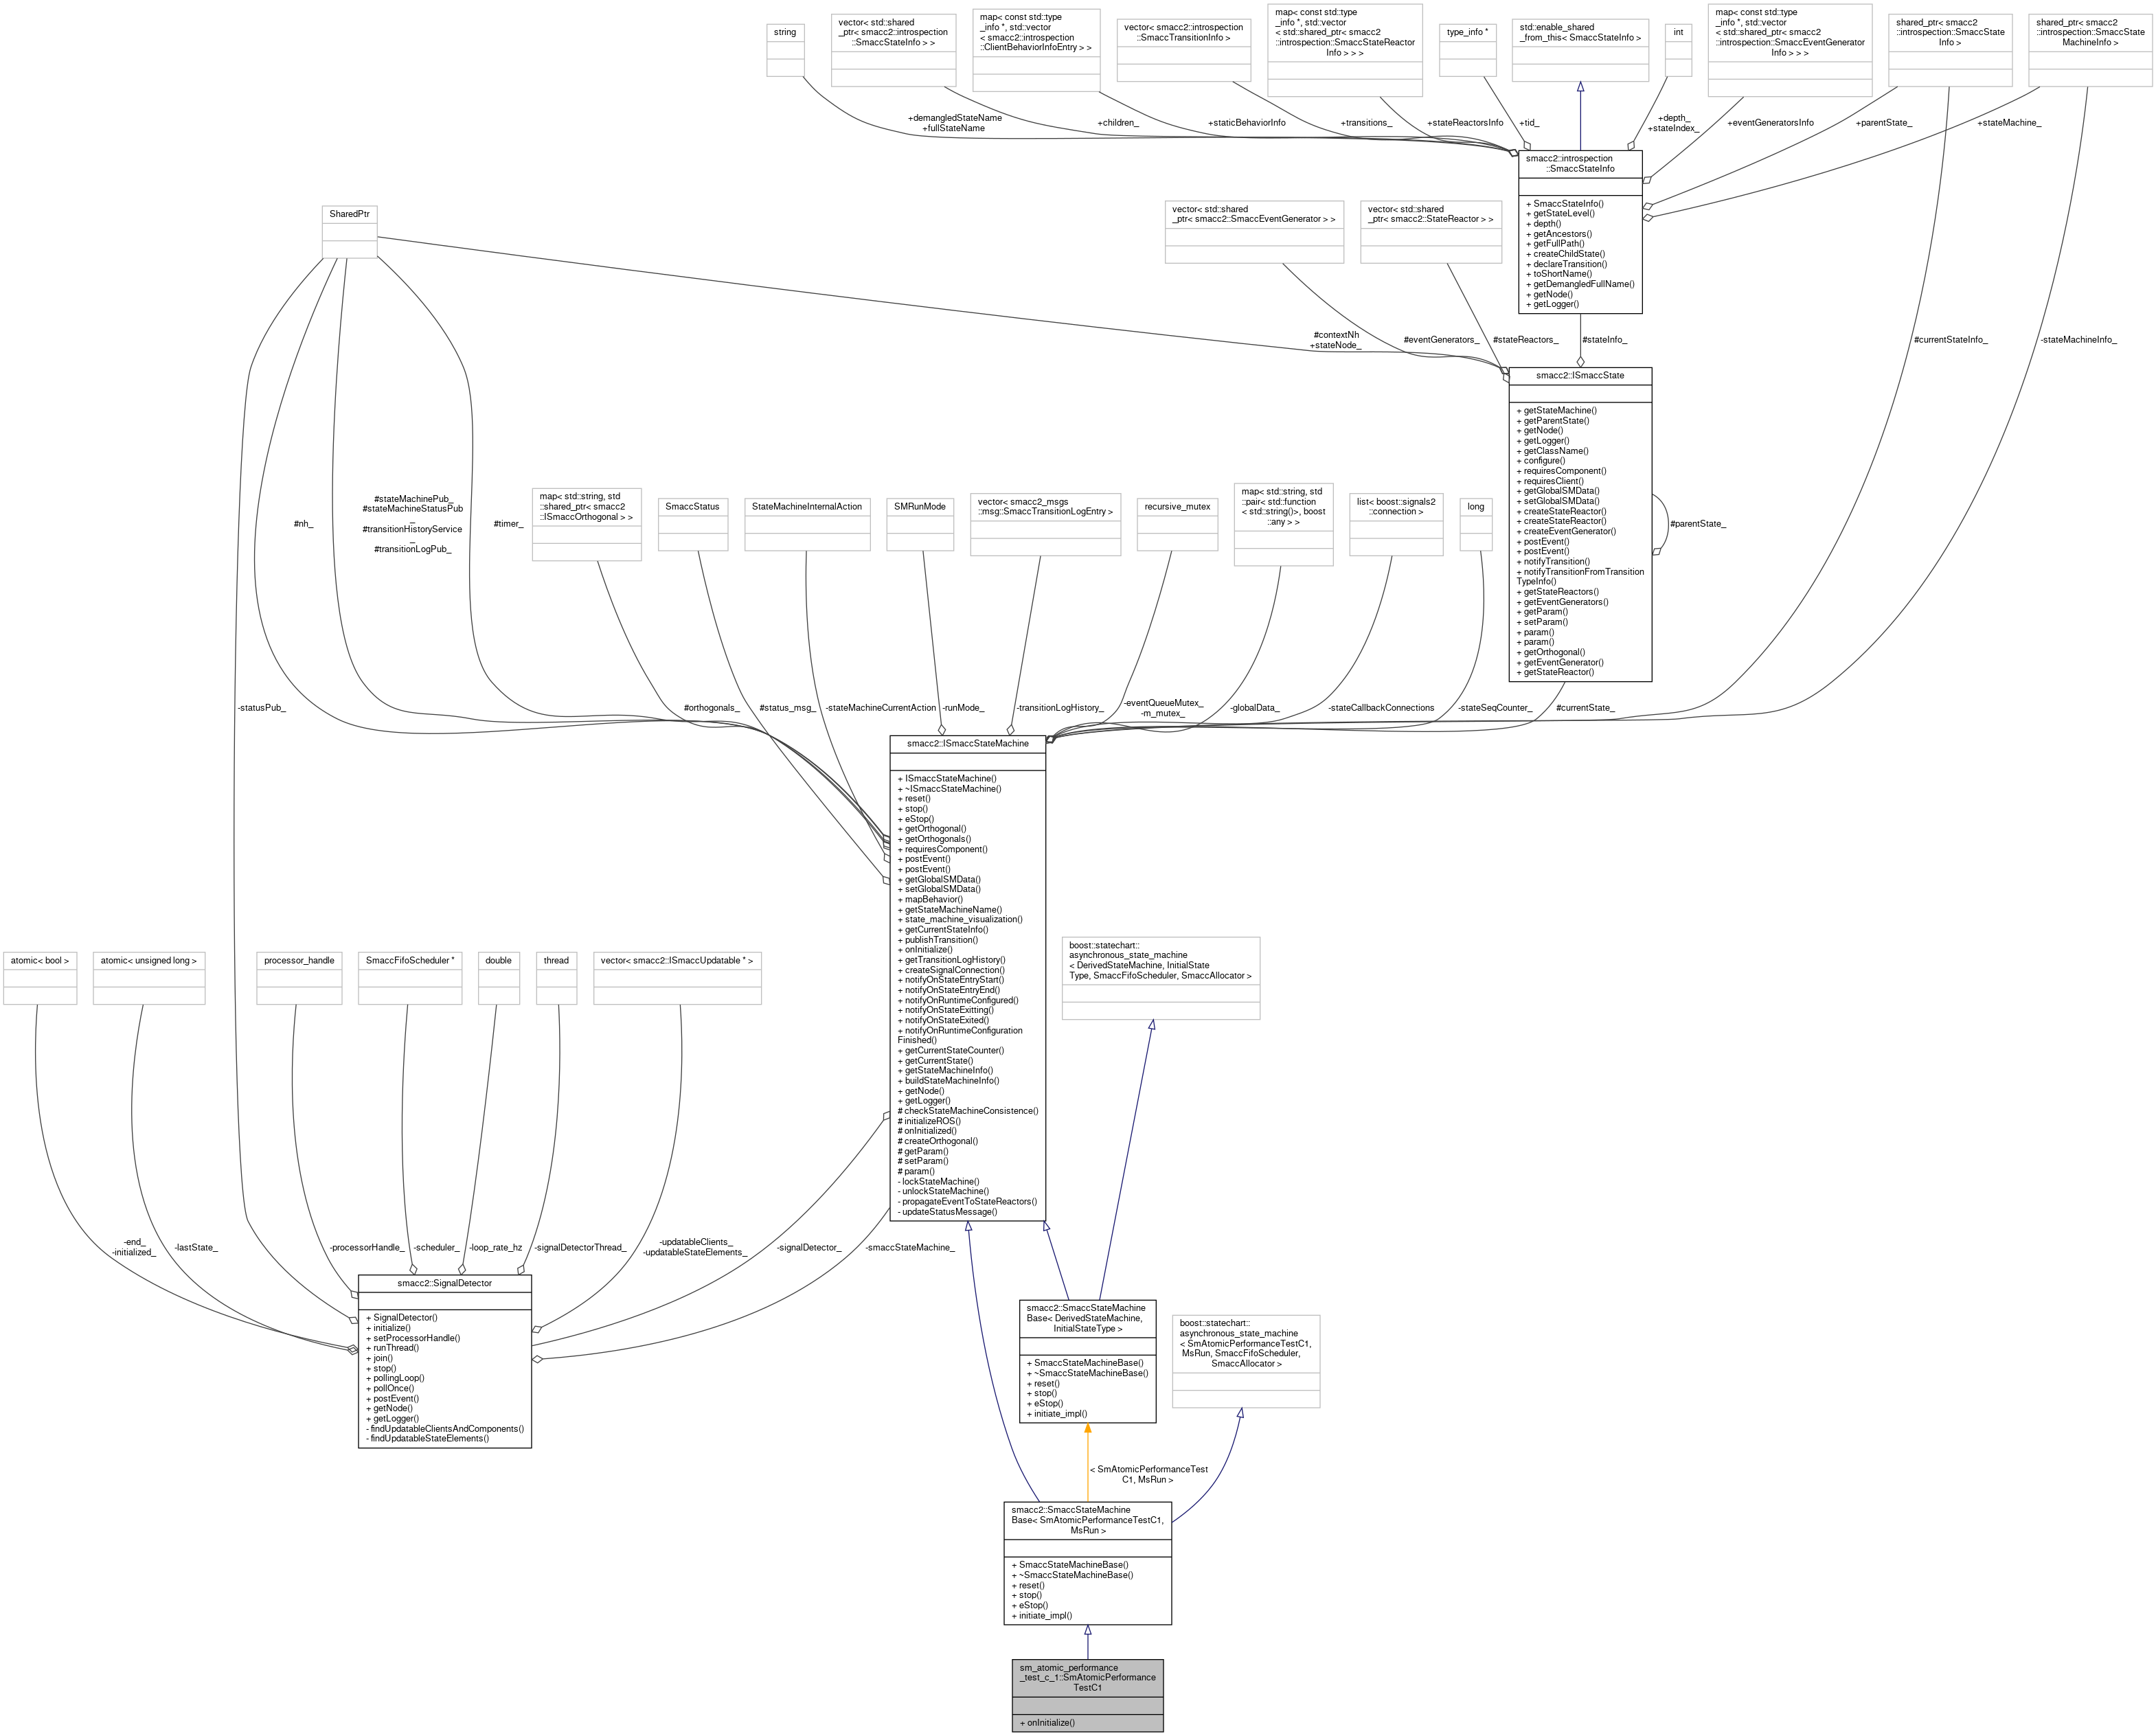 string
vector< std::shared
_ptr< smacc2::introspection
::SmaccStateInfo > >
map< const std::type
_info *, std::vector
< smacc2::introspection
::ClientBehaviorInfoEntry > >
vector< smacc2::introspection
::SmaccTransitionInfo >
map< const std::type
_info *, std::vector
< std::shared_ptr< smacc2
::introspection::SmaccStateReactor
Info > > >
type_info *
std::enable_shared
_from_this< SmaccStateInfo >
int
map< const std::type
_info *, std::vector
< std::shared_ptr< smacc2
::introspection::SmaccEventGenerator
Info > > >
shared_ptr< smacc2
::introspection::SmaccState
Info >
shared_ptr< smacc2
::introspection::SmaccState
MachineInfo >
+demangledStateName
+fullStateName
+children_
+staticBehaviorInfo
+transitions_
+stateReactorsInfo
+tid_
+depth_
+stateIndex_
+eventGeneratorsInfo
+parentState_
+stateMachine_
smacc2::introspection
::SmaccStateInfo
+ SmaccStateInfo()
+ getStateLevel()
+ depth()
+ getAncestors()
+ getFullPath()
+ createChildState()
+ declareTransition()
+ toShortName()
+ getDemangledFullName()
+ getNode()
+ getLogger()
SharedPtr
vector< std::shared
_ptr< smacc2::SmaccEventGenerator > >
vector< std::shared
_ptr< smacc2::StateReactor > >
#contextNh
+stateNode_
#eventGenerators_
#stateReactors_
#stateInfo_
#currentStateInfo_
-stateMachineInfo_
smacc2::ISmaccState
+ getStateMachine()
+ getParentState()
+ getNode()
+ getLogger()
+ getClassName()
+ configure()
+ requiresComponent()
+ requiresClient()
+ getGlobalSMData()
+ setGlobalSMData()
+ createStateReactor()
+ createStateReactor()
+ createEventGenerator()
+ postEvent()
+ postEvent()
+ notifyTransition()
+ notifyTransitionFromTransition
TypeInfo()
+ getStateReactors()
+ getEventGenerators()
+ getParam()
+ setParam()
+ param()
+ param()
+ getOrthogonal()
+ getEventGenerator()
+ getStateReactor()
#parentState_
#nh_
#stateMachinePub_
#stateMachineStatusPub
_
#transitionHistoryService
_
#transitionLogPub_
#timer_
map< std::string, std
::shared_ptr< smacc2
::ISmaccOrthogonal > >
SmaccStatus
StateMachineInternalAction
SMRunMode
vector< smacc2_msgs
::msg::SmaccTransitionLogEntry >
recursive_mutex
map< std::string, std
::pair< std::function
< std::string()>, boost
::any > >
list< boost::signals2
::connection >
long
-statusPub_
#orthogonals_
#status_msg_
-stateMachineCurrentAction
-runMode_
-transitionLogHistory_
-eventQueueMutex_
-m_mutex_
-globalData_
-stateCallbackConnections
-stateSeqCounter_
#currentState_
smacc2::ISmaccStateMachine
+ ISmaccStateMachine()
+ ~ISmaccStateMachine()
+ reset()
+ stop()
+ eStop()
+ getOrthogonal()
+ getOrthogonals()
+ requiresComponent()
+ postEvent()
+ postEvent()
+ getGlobalSMData()
+ setGlobalSMData()
+ mapBehavior()
+ getStateMachineName()
+ state_machine_visualization()
+ getCurrentStateInfo()
+ publishTransition()
+ onInitialize()
+ getTransitionLogHistory()
+ createSignalConnection()
+ notifyOnStateEntryStart()
+ notifyOnStateEntryEnd()
+ notifyOnRuntimeConfigured()
+ notifyOnStateExitting()
+ notifyOnStateExited()
+ notifyOnRuntimeConfiguration
Finished()
+ getCurrentStateCounter()
+ getCurrentState()
+ getStateMachineInfo()
+ buildStateMachineInfo()
+ getNode()
+ getLogger()
# checkStateMachineConsistence()
# initializeROS()
# onInitialized()
# createOrthogonal()
# getParam()
# setParam()
# param()
- lockStateMachine()
- unlockStateMachine()
- propagateEventToStateReactors()
- updateStatusMessage()
atomic< bool >
atomic< unsigned long >
processor_handle
SmaccFifoScheduler *
double
thread
vector< smacc2::ISmaccUpdatable * >
boost::statechart::
asynchronous_state_machine
< DerivedStateMachine, InitialState
Type, SmaccFifoScheduler, SmaccAllocator >
-end_
-initialized_
-lastState_
-processorHandle_
-scheduler_
-loop_rate_hz
-signalDetectorThread_
-updatableClients_
-updatableStateElements_
-signalDetector_
-smaccStateMachine_
smacc2::SignalDetector
+ SignalDetector()
+ initialize()
+ setProcessorHandle()
+ runThread()
+ join()
+ stop()
+ pollingLoop()
+ pollOnce()
+ postEvent()
+ getNode()
+ getLogger()
- findUpdatableClientsAndComponents()
- findUpdatableStateElements()
smacc2::SmaccStateMachine
Base< DerivedStateMachine,
InitialStateType >
+ SmaccStateMachineBase()
+ ~SmaccStateMachineBase()
+ reset()
+ stop()
+ eStop()
+ initiate_impl()
boost::statechart::
asynchronous_state_machine
< SmAtomicPerformanceTestC1,
MsRun, SmaccFifoScheduler,
SmaccAllocator >
< SmAtomicPerformanceTest
C1, MsRun >
smacc2::SmaccStateMachine
Base< SmAtomicPerformanceTestC1,
MsRun >
+ SmaccStateMachineBase()
+ ~SmaccStateMachineBase()
+ reset()
+ stop()
+ eStop()
+ initiate_impl()
sm_atomic_performance
_test_c_1::SmAtomicPerformance
TestC1
+ onInitialize()